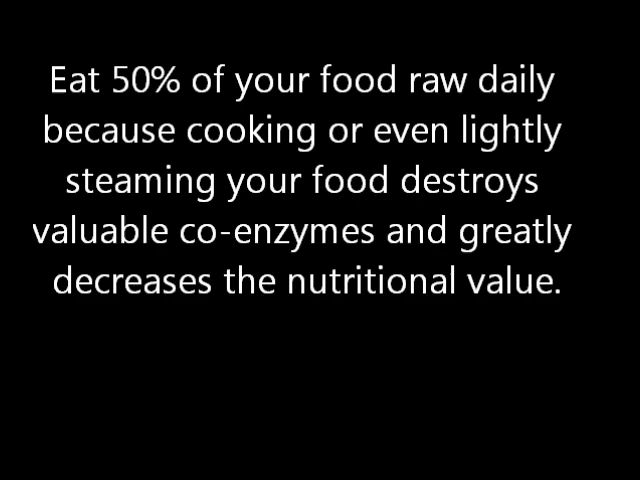 Eat 50% of your food raw daily
because cooking or even lightly
steaming your food destroys
valuable co-enzymes and greatly
decreases the nutritional value.